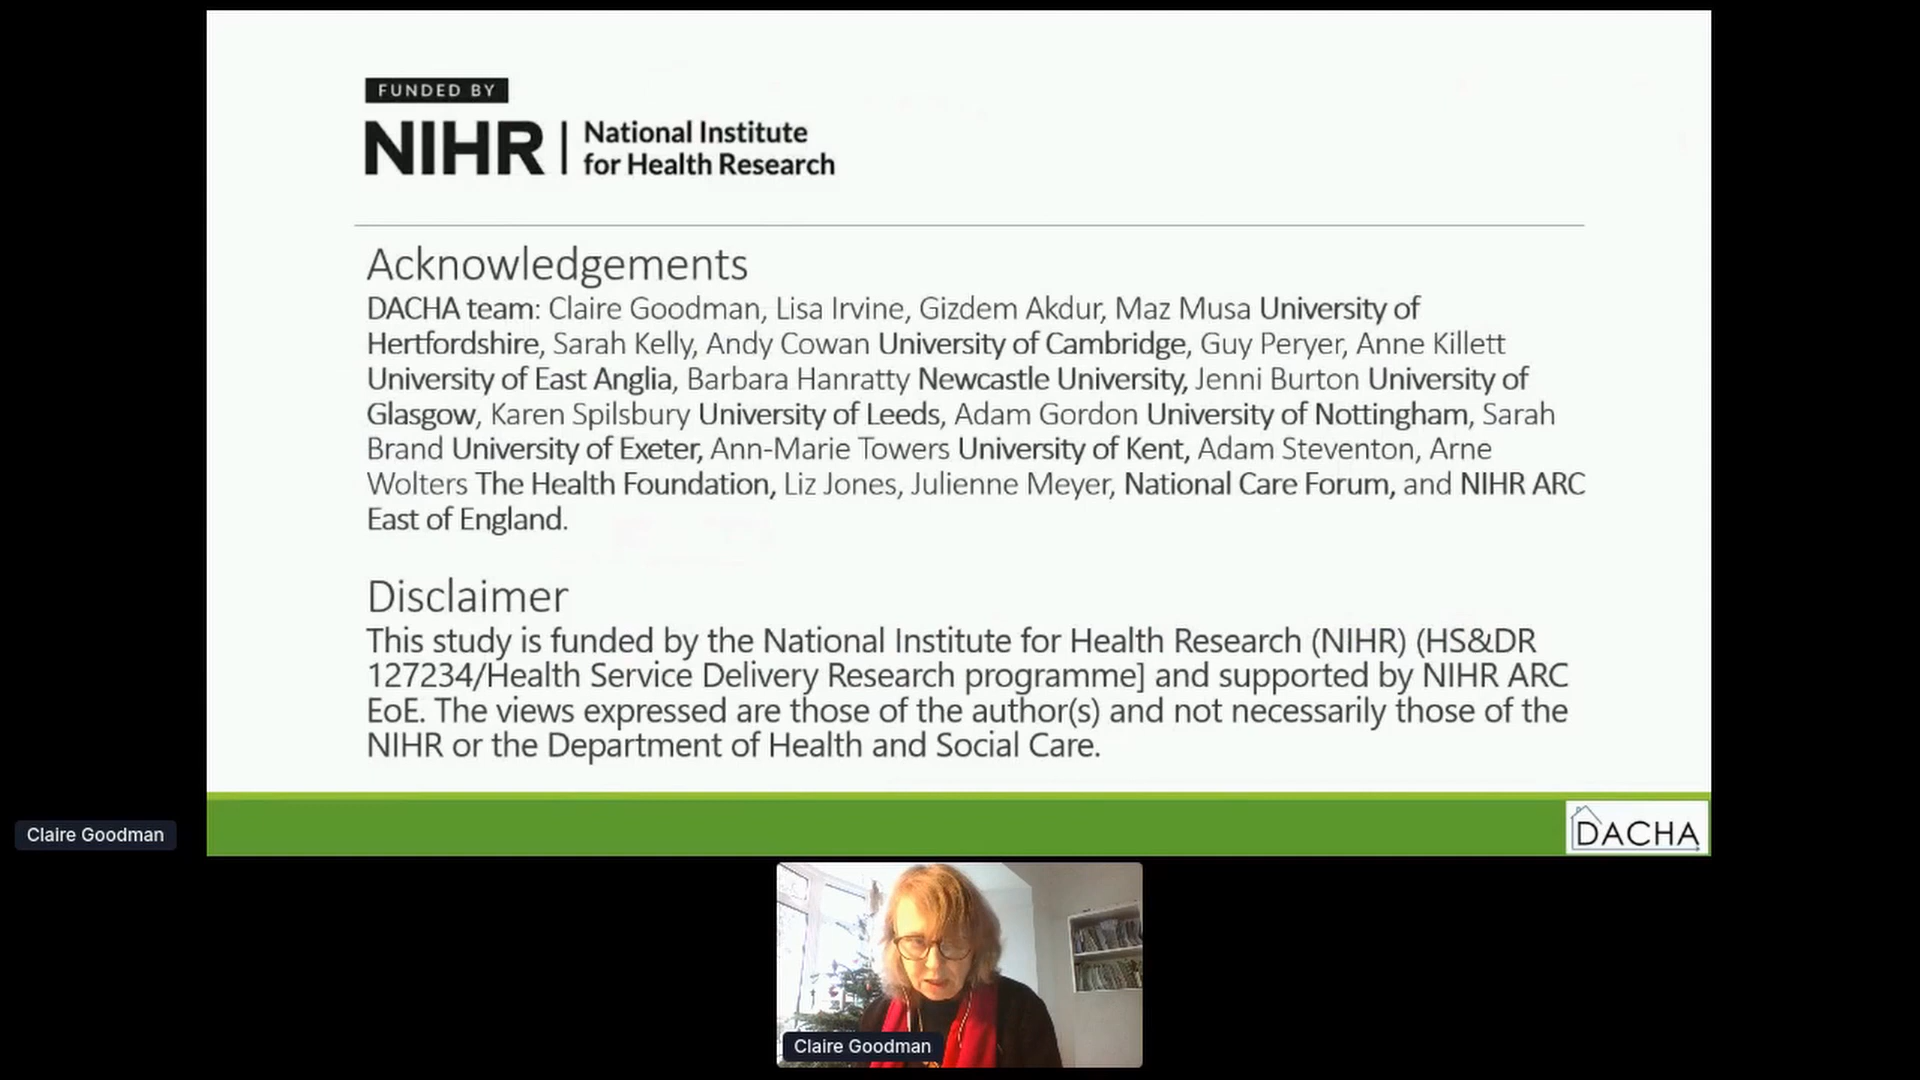 FUNDED BY
NIHR | National Institute
for Health Research
Acknowledgements
DACHA team: Claire Goodman, Lisa Irvine, Gizdem Akdur, Maz Musa University of
Hertfordshire, Sarah Kelly, Andy Cowan University of Cambridge, Guy Peryer, Anne Killett
University of East Anglia, Barbara Hanratty Newcastle University, Jenni Burton University of
Glasgow, Karen Spilsbury University of Leeds, Adam Gordon University of Nottingham, Sarah
Brand University of Exeter, Ann-Marie Towers University of Kent, Adam Steventon, Arne
Wolters The Health Foundation, Liz Jones, Julienne Meyer, National Care Forum, and NIHR ARC
East of England.
Disclaimer
This study is funded by the National Institute for Health Research (NIHR) (HS&DR
127234/Health Service Delivery Research programme] and supported by NIHR ARC
EoE. The views expressed are those of the author(s) and not necessarily those of the
NIHR or the Department of Health and Social Care.
Claire Goodman
DACHA
Claire Goodman